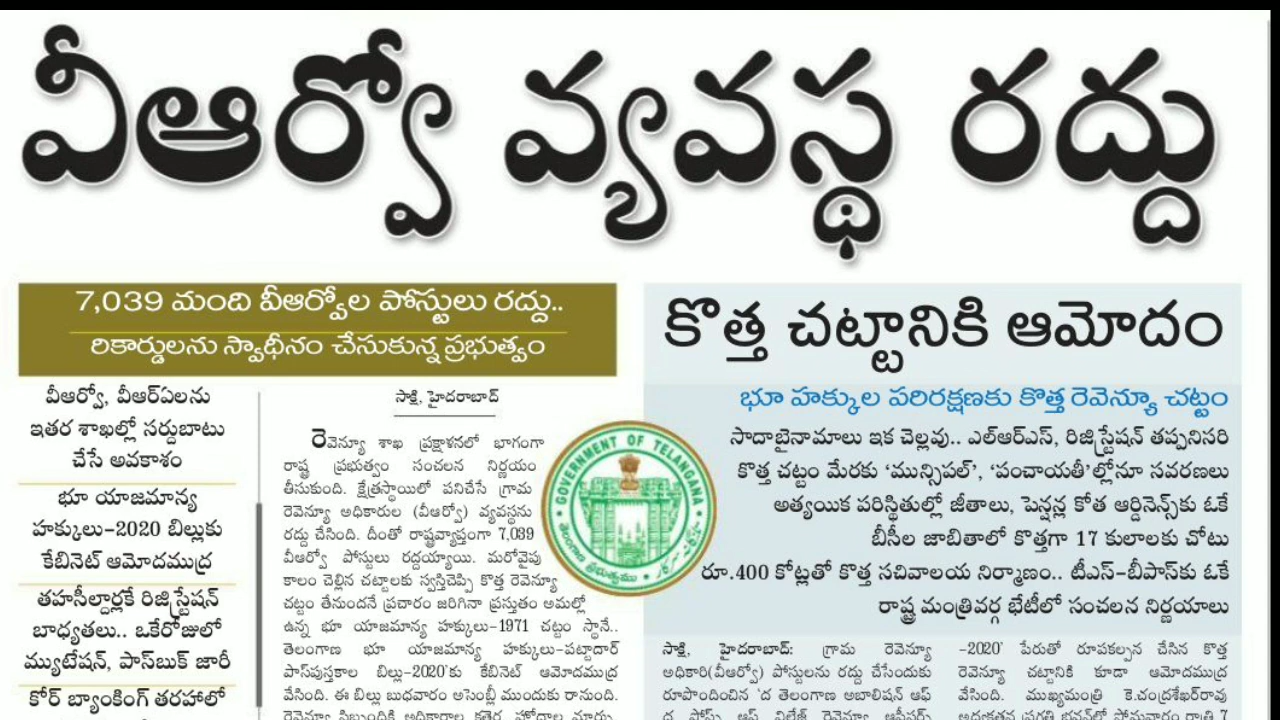 వీఆర్వో వ్యవస్థ రద్దు
7,039 మంది వీఆర్వోల పోస్టులు రద్దు..
రికార్డులను స్వాధీనం చేసుకున్న ప్రభుత్వం
వీఆర్వో, వీఆర్ఏలను
ఇతర శాఖల్లో సర్దుబాటు
చేసే అవకాశం
భూ యాజమాన్య
హక్కులు-2020 బిల్లుకు
కేబినెట్ ఆమోదముద్ర
తహసీల్దార్లకే రిజిస్ట్రేషన్
బాధ్యతలు.. ఒకేరోజులో
మ్యుటేషన్, పాస్‌బుక్ జారీ
కోర్ బ్యాంకింగ్ తరహాలో
సాక్షి, హైదరాబాద్
రెవెన్యూ శాఖ ప్రక్షాళనలో భాగంగా
రాష్ట్ర ప్రభుత్వం సంచలన నిర్ణయం
తీసుకుంది. క్షేత్రస్థాయిలో పనిచేసే గ్రామ
రెవెన్యూ అధికారుల (వీఆర్వో) వ్యవస్థను
రద్దు చేసింది. దీంతో రాష్ట్రవ్యాప్తంగా 7,039
వీఆర్వో పోస్టులు రద్దయ్యాయి. మరోవైపు
కాలం చెల్లిన చట్టాలకు స్వస్తిచెప్పి కొత్త రెవెన్యూ
చట్టం తేనుందనే ప్రచారం జరిగినా ప్రస్తుతం అమల్లో
ఉన్న భూ యాజమాన్య హక్కులు-1971 చట్టం స్థానే..
తెలంగాణ భూ యాజమాన్య హక్కులు-పట్టాదార్
పాస్‌పుస్తకాల బిల్లు-2020'కు కేబినెట్ ఆమోదముద్ర
వేసింది. ఈ బిల్లు బుధవారం అసెంబ్లీ ముందుకు రానుంది.
GOVERNMENT OF TELANGANA
తెలంగాణ ప్రభుత్వము
కొత్త చట్టానికి ఆమోదం
భూ హక్కుల పరిరక్షణకు కొత్త రెవెన్యూ చట్టం
సాదాబైనామాలు ఇక చెల్లవు.. ఎల్ఆర్ఎస్, రిజిస్ట్రేషన్ తప్పనిసరి
కొత్త చట్టం మేరకు ‘మున్సిపల్’, ‘పంచాయతీ’ల్లోనూ సవరణలు
అత్యయిక పరిస్థితుల్లో జీతాలు, పెన్షన్ల కోత ఆర్డినెన్స్‌కు ఓకే
బీసీల జాబితాలో కొత్తగా 17 కులాలకు చోటు
రూ.400 కోట్లతో కొత్త సచివాలయ నిర్మాణం.. టీఎస్-బీపాస్‌కు ఓకే
రాష్ట్ర మంత్రివర్గ భేటీలో సంచలన నిర్ణయాలు
సాక్షి, హైదరాబాద్: గ్రామ రెవెన్యూ
అధికారి(వీఆర్వో) పోస్టులను రద్దు చేసేందుకు
రూపొందించిన 'ద తెలంగాణ అబాలిషన్ ఆఫ్
ద పోస్ట్స్ ఆఫ్ విలేజ్ రెవెన్యూ ఆఫీసర్స్
-2020' పేరుతో రూపకల్పన చేసిన కొత్త
రెవెన్యూ చట్టానికి కూడా ఆమోదముద్ర
వేసింది. ముఖ్యమంత్రి కె.చంద్రశేఖర్‌రావు